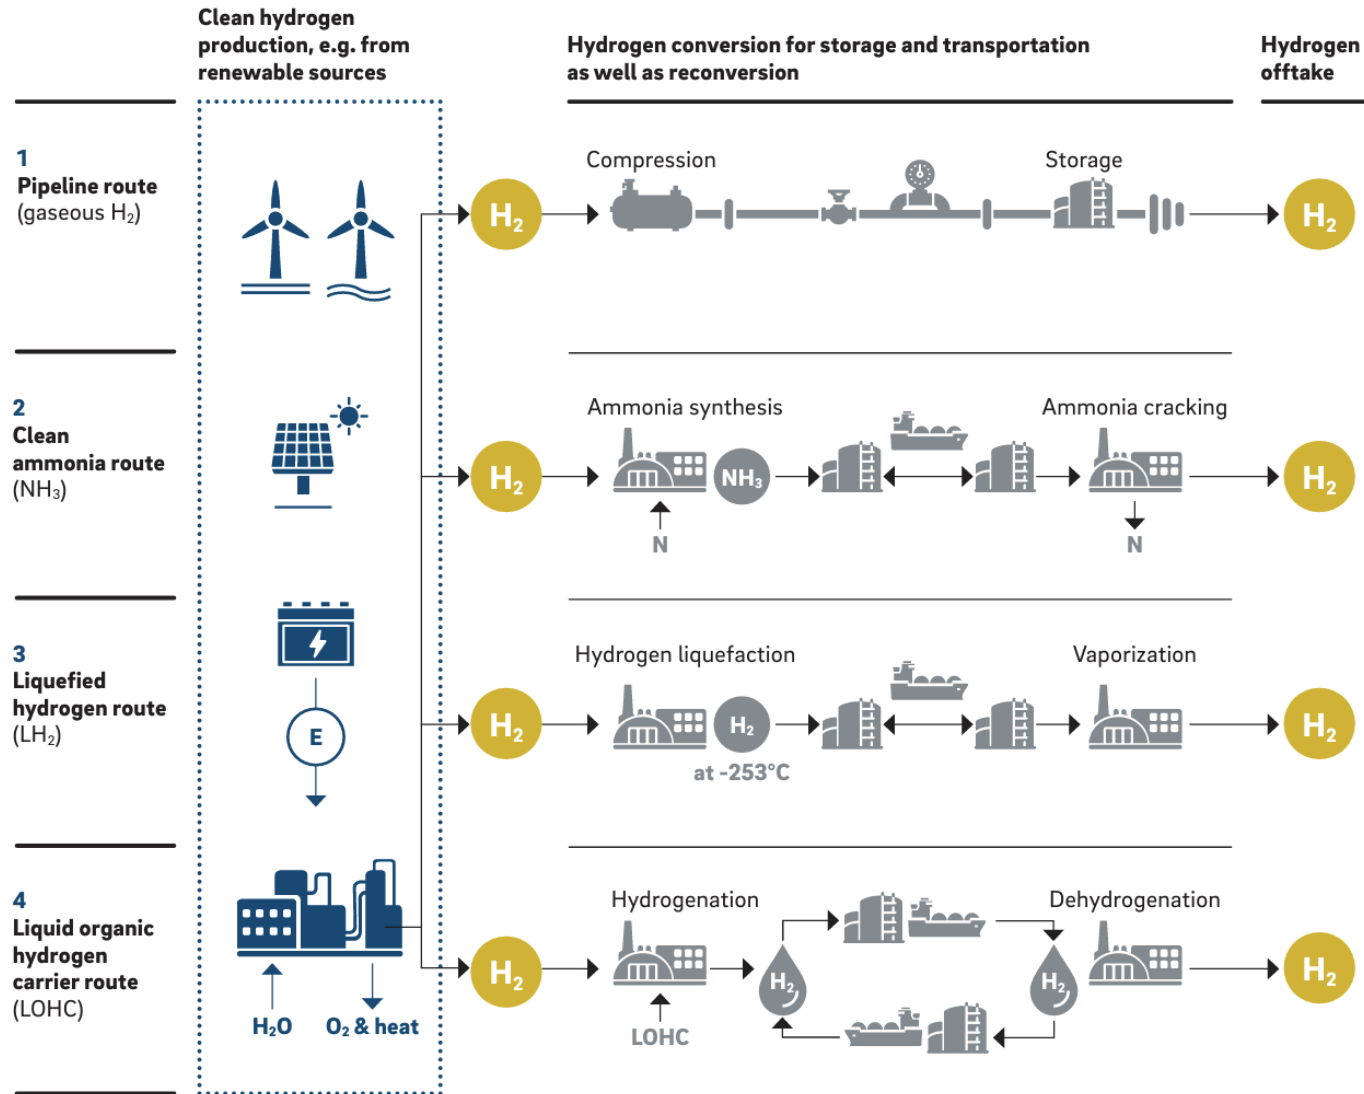 Clean hydrogen
production, e.g. from
renewable sources
Hydrogen conversion for storage and transportation
as well as reconversion
Hydrogen
offtake
1
Pipeline route
(gaseous H₂)
H₂
Compression
Storage
H₂
2
Clean
ammonia route
(NH₃)
H₂
Ammonia synthesis
NH₃
N
Ammonia cracking
N
H₂
3
Liquefied
hydrogen route
(LH₂)
E
H₂
Hydrogen liquefaction
H₂
at -253°C
Vaporization
H₂
4
Liquid organic
hydrogen
carrier route
(LOHC)
H₂O
O₂ & heat
H₂
Hydrogenation
LOHC
H₂
H₂
Dehydrogenation
H₂